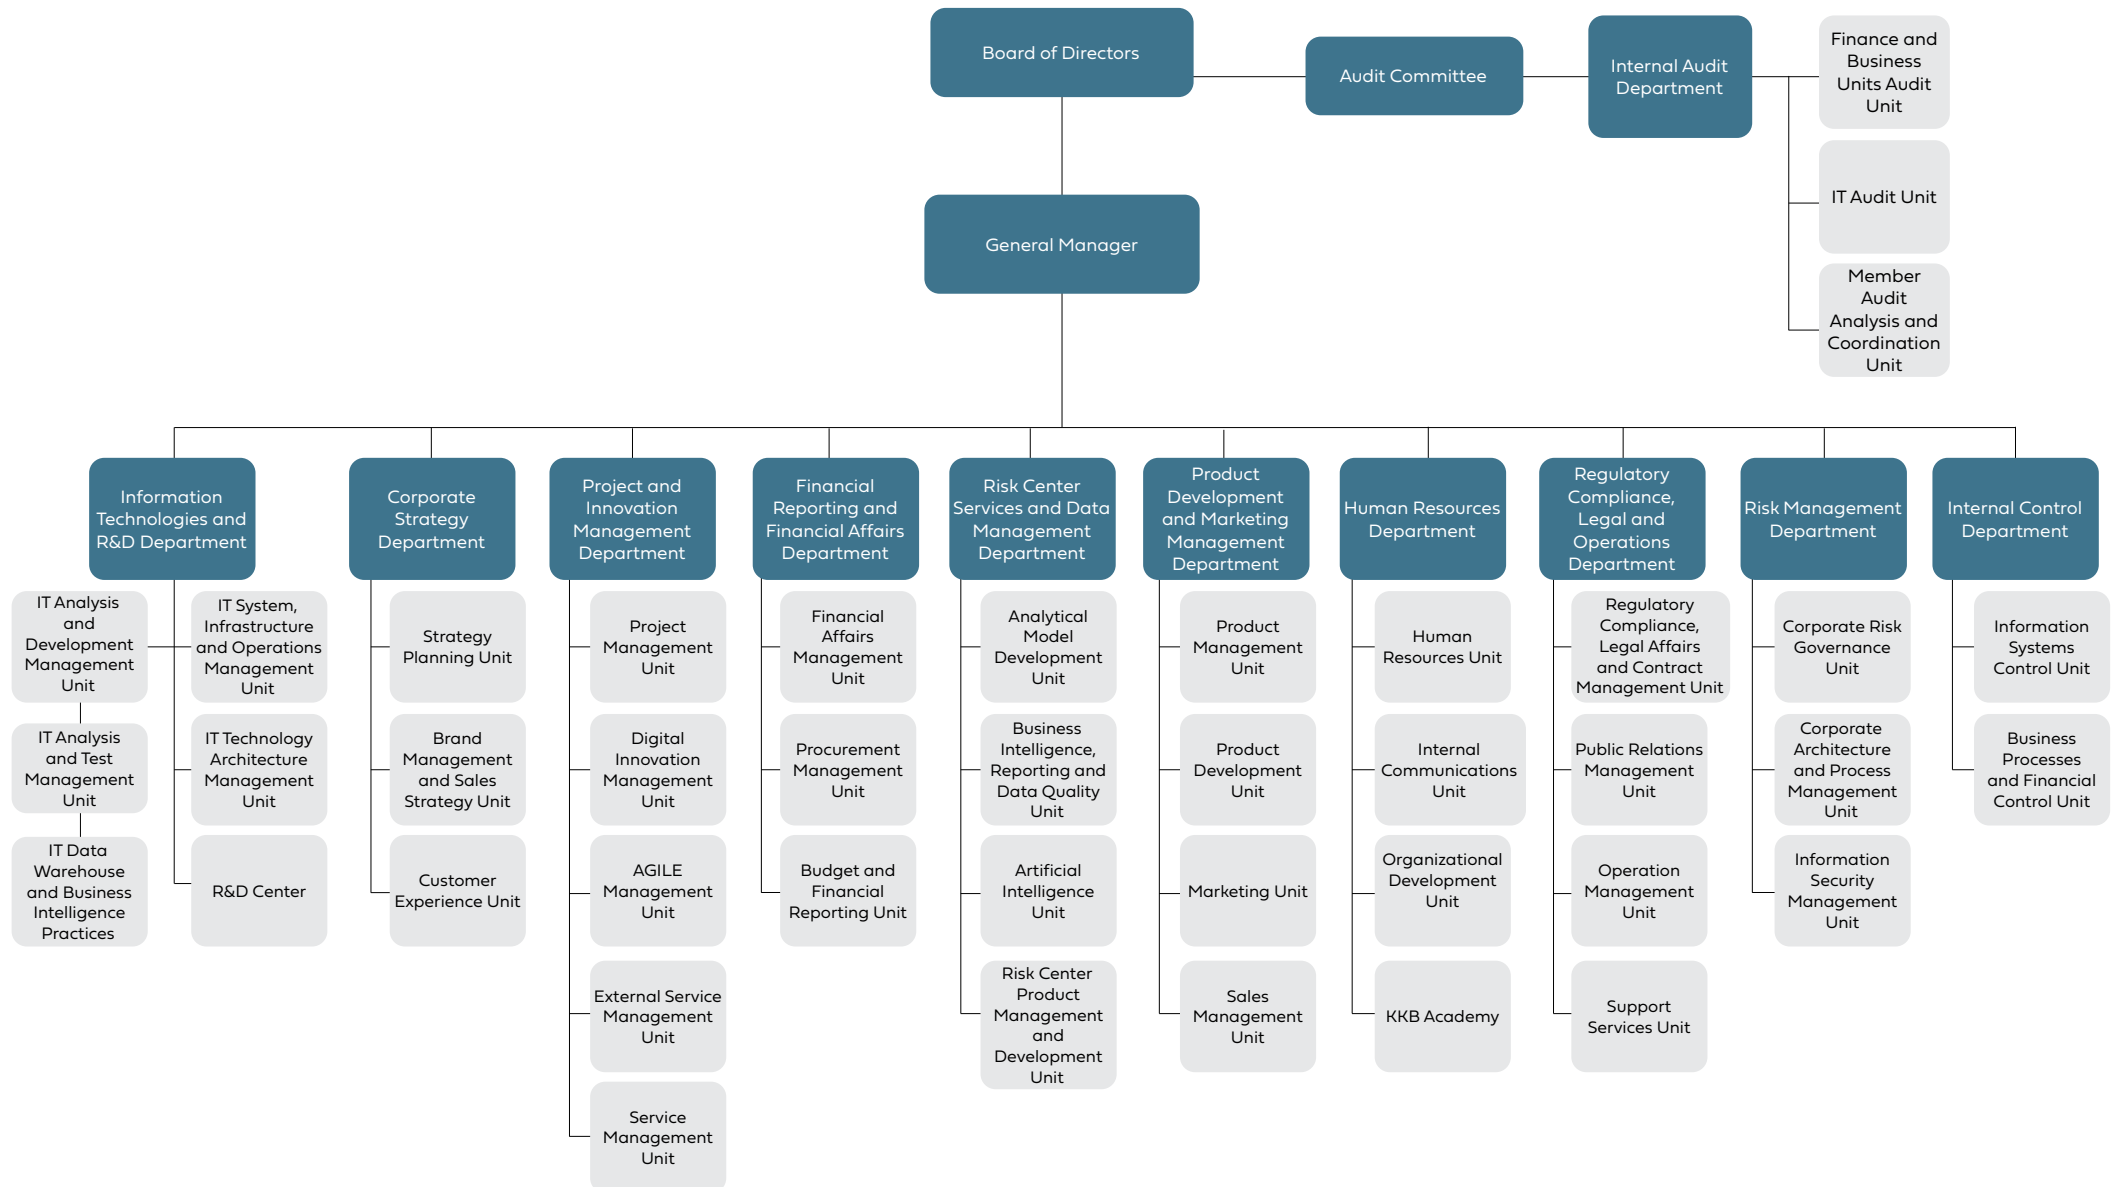 Board of Directors
Audit Committee
Internal Audit
Department
Finance and
Business
Units Audit
Unit
IT Audit Unit
Member
Audit
Analysis and
Coordination
Unit
General Manager
Information
Technologies and
R&D Department
IT Analysis
and
Development
Management
Unit
IT Analysis
and Test
Management
Unit
IT Data
Warehouse
and Business
Intelligence
Practices
IT System,
Infrastructure
and Operations
Management
Unit
IT Technology
Architecture
Management
Unit
R&D Center
Corporate
Strategy
Department
Strategy
Planning Unit
Brand
Management
and Sales
Strategy Unit
Customer
Experience Unit
Project and
Innovation
Management
Department
Project
Management
Unit
Digital
Innovation
Management
Unit
AGILE
Management
Unit
External Service
Management
Unit
Service
Management
Unit
Financial
Reporting and
Financial Affairs
Department
Financial
Affairs
Management
Unit
Procurement
Management
Unit
Budget and
Financial
Reporting Unit
Risk Center
Services and Data
Management
Department
Analytical
Model
Development
Unit
Business
Intelligence,
Reporting and
Data Quality
Unit
Artificial
Intelligence
Unit
Risk Center
Product
Management
and
Development
Unit
Product
Development
and Marketing
Management
Department
Product
Management
Unit
Product
Development
Unit
Marketing Unit
Sales
Management
Unit
Human Resources
Department
Human
Resources Unit
Internal
Communications
Unit
Organizational
Development
Unit
KKB Academy
Regulatory
Compliance,
Legal and
Operations
Department
Regulatory
Compliance,
Legal Affairs
and Contract
Management Unit
Public Relations
Management
Unit
Operation
Management
Unit
Support
Services Unit
Risk Management
Department
Corporate Risk
Governance
Unit
Corporate
Architecture
and Process
Management
Unit
Information
Security
Management
Unit
Internal Control
Department
Information
Systems
Control Unit
Business
Processes
and Financial
Control Unit